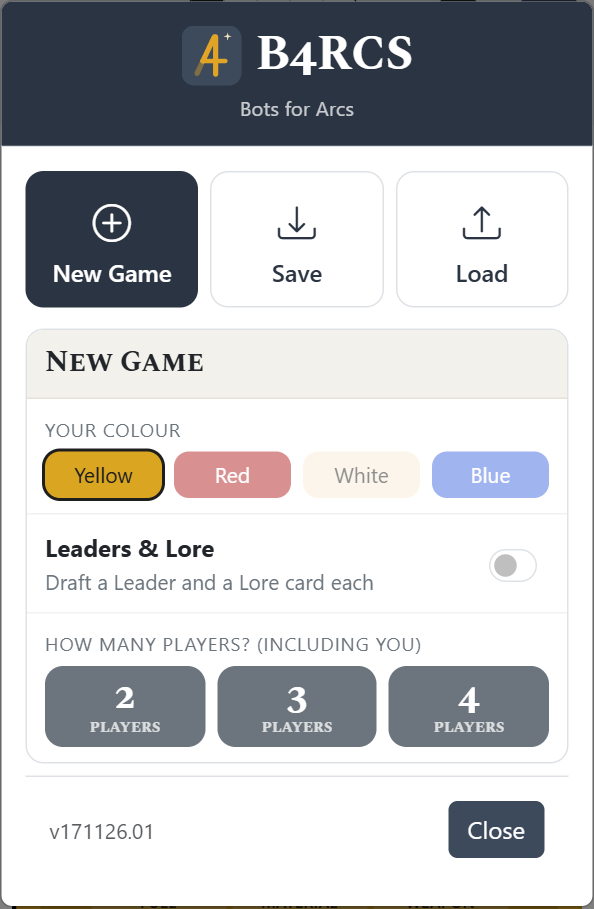 B4RCS
Bots for Arcs
New Game
Save
Load
New Game
YOUR COLOUR
Yellow
Red
White
Blue
Leaders & Lore
Draft a Leader and a Lore card each
HOW MANY PLAYERS? (INCLUDING YOU)
2
PLAYERS
3
PLAYERS
4
PLAYERS
v171126.01
Close